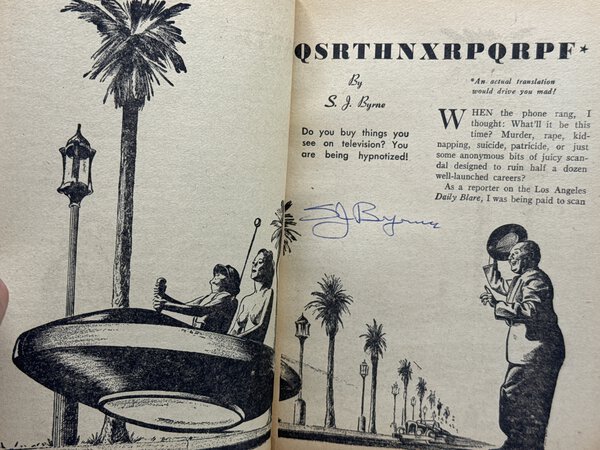 QSRTHNXRPQRPF*
By
S. J. Byrne
*An actual translation
would drive you mad!
Do you buy things you
see on television? You
are being hypnotized!
WHEN the phone rang, I
thought: What'll it be this
time? Murder, rape, kid-
napping, suicide, patricide, or just
some anonymous bits of juicy scan-
dal designed to ruin half a dozen
well-launched careers?
As a reporter on the Los Angeles
Daily Blare, I was being paid to scan
SJ Byrne